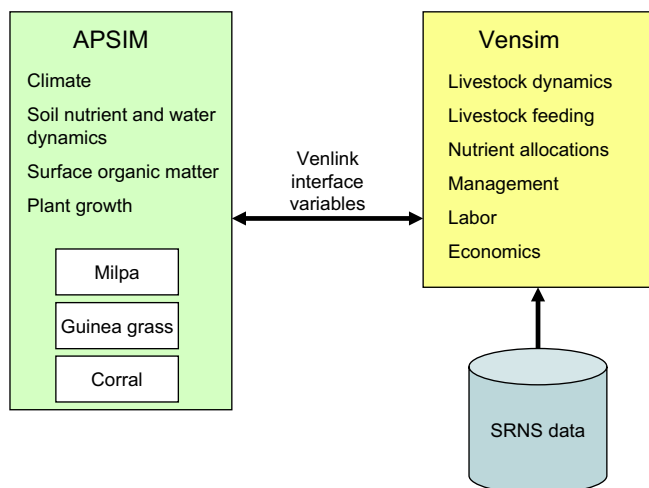 APSIM
Climate
Soil nutrient and water
dynamics
Surface organic matter
Plant growth
Milpa
Guinea grass
Corral
Venlink
interface
variables
Vensim
Livestock dynamics
Livestock feeding
Nutrient allocations
Management
Labor
Economics
SRNS data